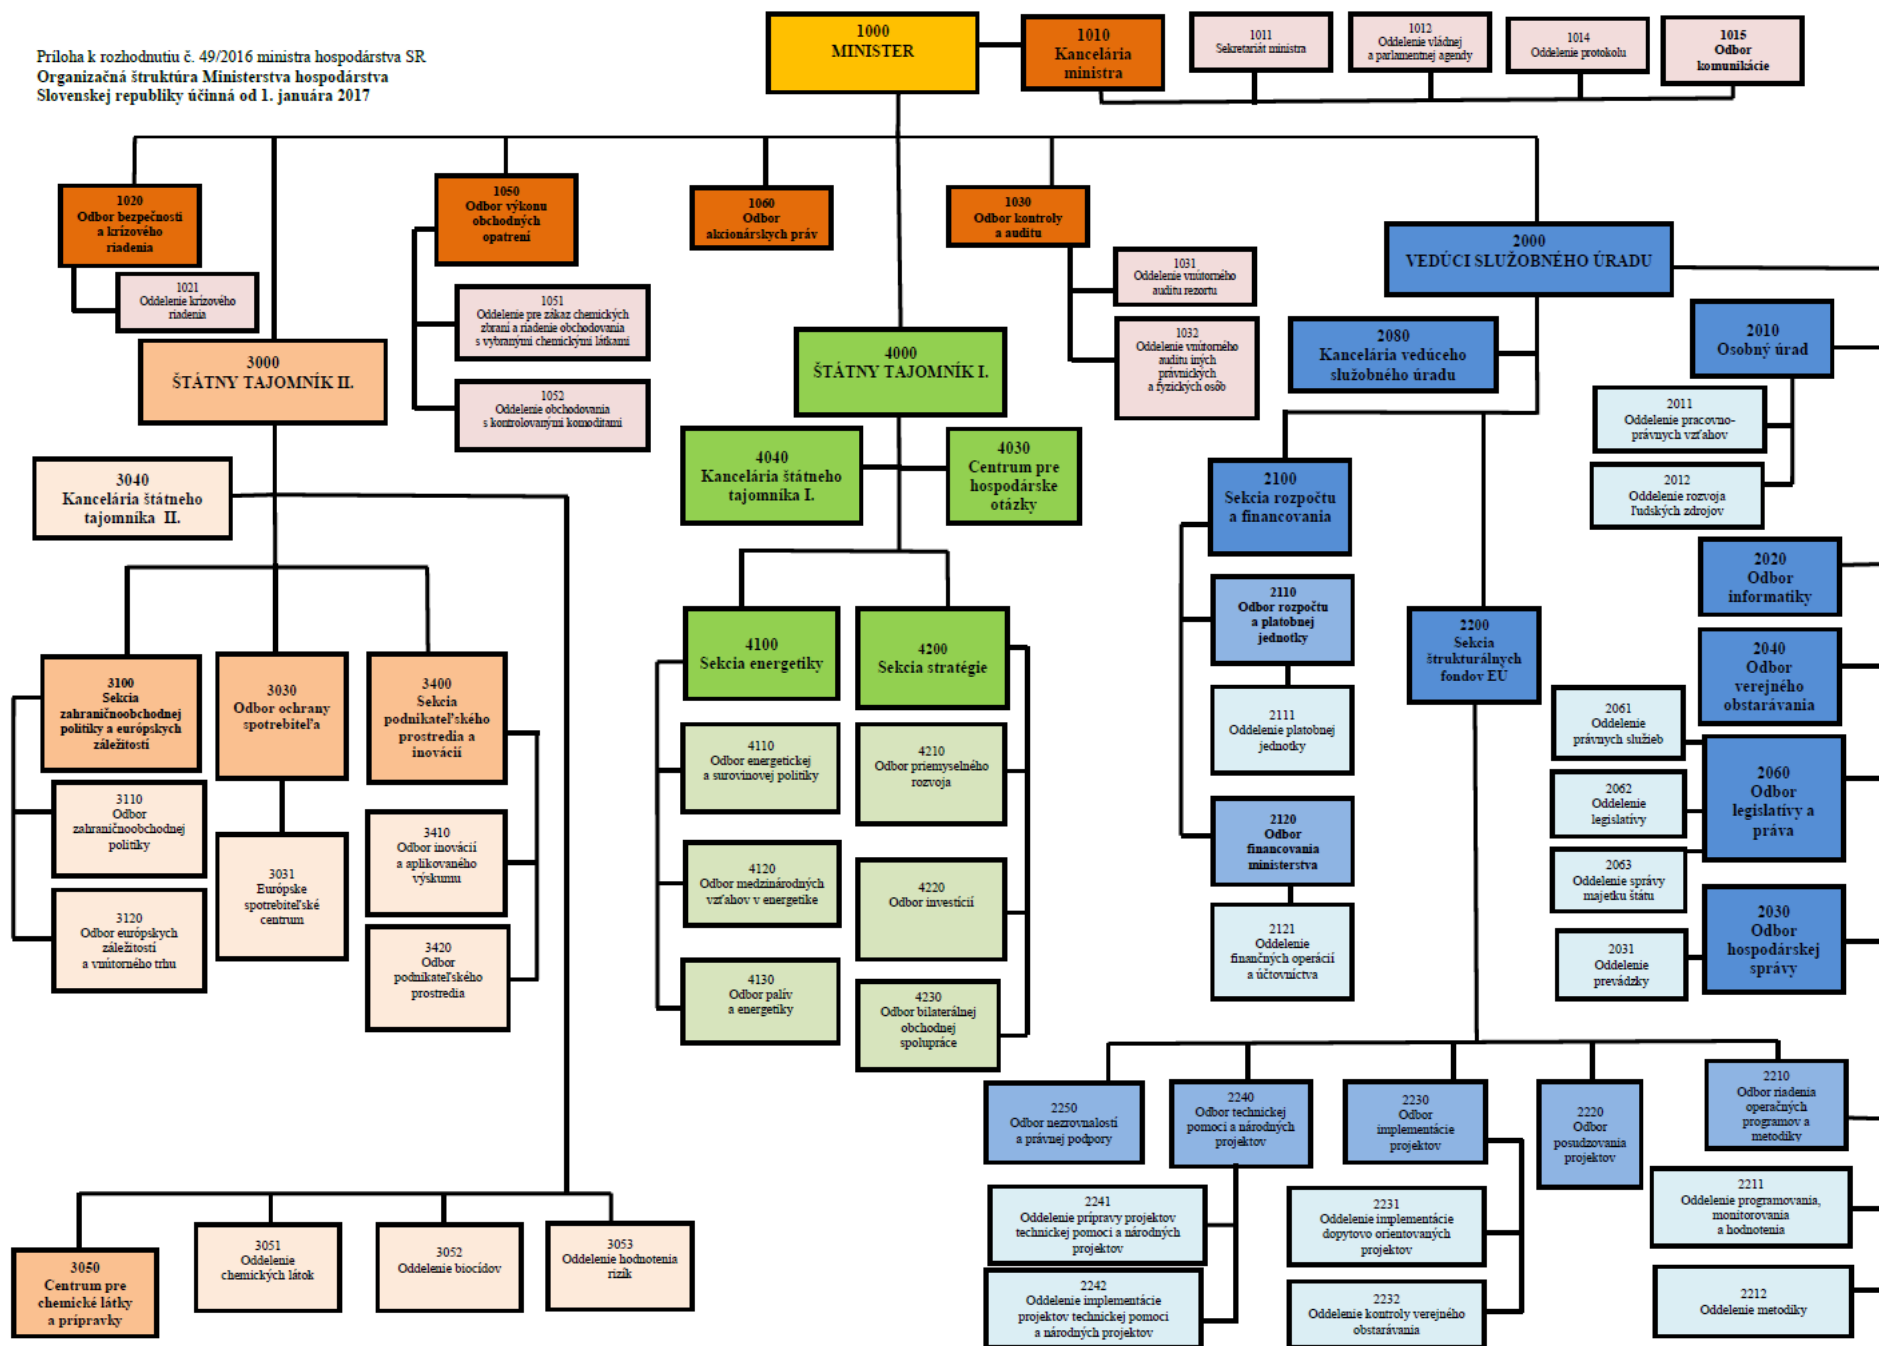 Príloha k rozhodnutiu č. 49/2016 ministra hospodárstva SR
Organizačná štruktúra Ministerstva hospodárstva
Slovenskej republiky účinná od 1. januára 2017
1000
MINISTER
1010
Kancelária
ministra
1011
Sekretariát ministra
1012
Oddelenie vládnej
a parlamentnej agendy
1014
Oddelenie protokolu
1015
Odbor
komunikácie
1020
Odbor bezpečnosti
a krízového
riadenia
1021
Oddelenie krízového
riadenia
1050
Odbor výkonu
obchodných
opatrení
1051
Oddelenie pre zákaz chemických
zbraní a riadenie obchodovania
s vybranými chemickými látkami
1052
Oddelenie obchodovania
s kontrolovanými komoditami
1060
Odbor
akcionárskych práv
1030
Odbor kontroly
a auditu
1031
Oddelenie vnútorného
auditu rezortu
1032
Oddelenie vnútorného
auditu iných
právnických
a fyzických osôb
2000
VEDÚCI SLUŽOBNÉHO ÚRADU
2080
Kancelária vedúceho
služobného úradu
2010
Osobný úrad
2011
Oddelenie pracovno-
právnych vzťahov
2012
Oddelenie rozvoja
ľudských zdrojov
3000
ŠTÁTNY TAJOMNÍK II.
4000
ŠTÁTNY TAJOMNÍK I.
3040
Kancelária štátneho
tajomníka  II.
4040
Kancelária štátneho
tajomníka I.
4030
Centrum pre
hospodárske
otázky
2100
Sekcia rozpočtu
a financovania
2110
Odbor rozpočtu
a platobnej
jednotky
2111
Oddelenie platobnej
jednotky
2120
Odbor
financovania
ministerstva
2121
Oddelenie
finančných operácií
a účtovníctva
2200
Sekcia
štrukturálnych
fondov EÚ
2020
Odbor
informatiky
2040
Odbor
verejného
obstarávania
2061
Oddelenie
právnych služieb
2062
Oddelenie
legislatívy
2063
Oddelenie správy
majetku štátu
2060
Odbor
legislatívy a
práva
2030
Odbor
hospodárskej
správy
2031
Oddelenie
prevádzky
3100
Sekcia
zahraničnoobchodnej
politiky a európskych
záležitostí
3110
Odbor
zahraničnoobchodnej
politiky
3120
Odbor európskych
záležitostí
a vnútorného trhu
3030
Odbor ochrany
spotrebiteľa
3031
Európske
spotrebiteľské
centrum
3400
Sekcia
podnikateľského
prostredia a
inovácií
3410
Odbor inovácií
a aplikovaného
výskumu
3420
Odbor
podnikateľského
prostredia
4100
Sekcia energetiky
4110
Odbor energetickej
a surovinovej politiky
4120
Odbor medzinárodných
vzťahov v energetike
4130
Odbor palív
a energetiky
4200
Sekcia stratégie
4210
Odbor priemyselného
rozvoja
4220
Odbor investícií
4230
Odbor bilaterálnej
obchodnej
spolupráce
2250
Odbor nezrovnalostí
a právnej podpory
2240
Odbor technickej
pomoci a národných
projektov
2241
Oddelenie prípravy projektov
technickej pomoci a národných
projektov
2242
Oddelenie implementácie
projektov technickej pomoci
a národných projektov
2230
Odbor
implementácie
projektov
2231
Oddelenie implementácie
dopytovo orientovaných
projektov
2232
Oddelenie kontroly verejného
obstarávania
2220
Odbor
posudzovania
projektov
2210
Odbor riadenia
operačných
programov a
metodiky
2211
Oddelenie programovania,
monitorovania
a hodnotenia
2212
Oddelenie metodiky
3050
Centrum pre
chemické látky
a prípravky
3051
Oddelenie
chemických látok
3052
Oddelenie biocídov
3053
Oddelenie hodnotenia
rizík